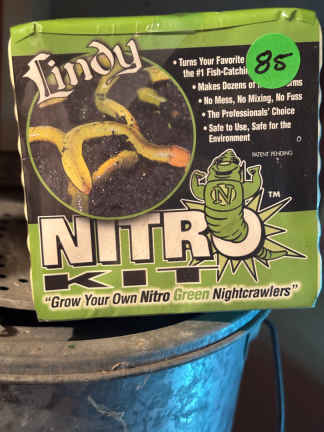 Lindy
• Turns Your Favorite
the #1 Fish-Catchin
85
• Makes Dozens of
• No Mess, No Mixing, No Fuss
• The Professionals' Choice
• Safe to Use, Safe for the
Environment
PATENT PENDING
N
TM
NITRO
KIT
"Grow Your Own Nitro Green Nightcrawlers"